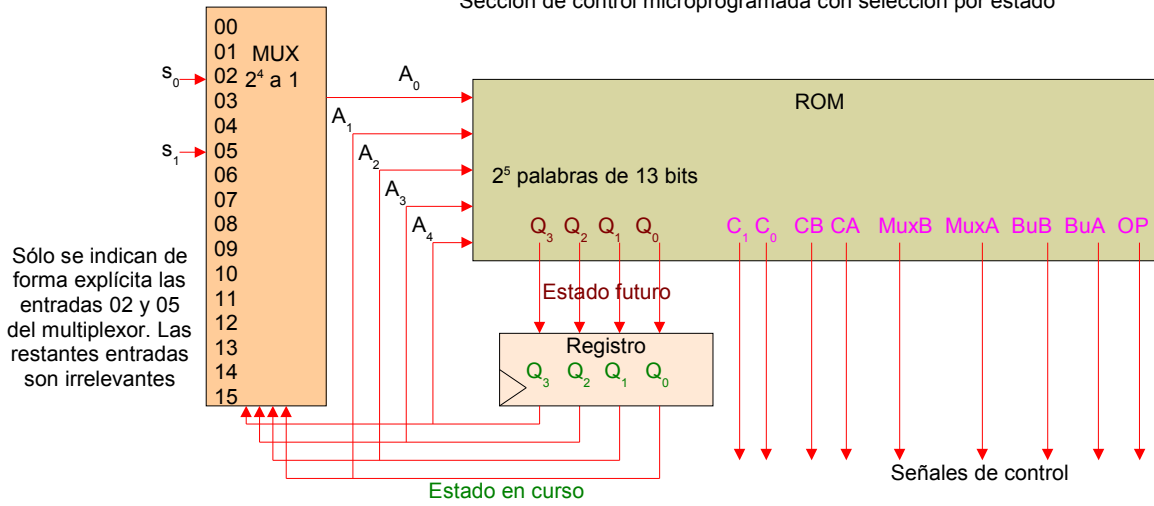 Sección de control microprogramada con selección por estado
00
01
02
03
04
05
06
07
08
09
10
11
12
13
14
15
MUX
2⁴ a 1
s₀
s₁
A₀
A₁
A₂
A₃
A₄
ROM
2⁵ palabras de 13 bits
Q₃ Q₂ Q₁ Q₀ C₁ C₀ CB CA MuxB MuxA BuB BuA OP
Sólo se indican de
forma explícita las
entradas 02 y 05
del multiplexor. Las
restantes entradas
son irrelevantes
Estado futuro
Registro
Q₃ Q₂ Q₁ Q₀
Señales de control
Estado en curso